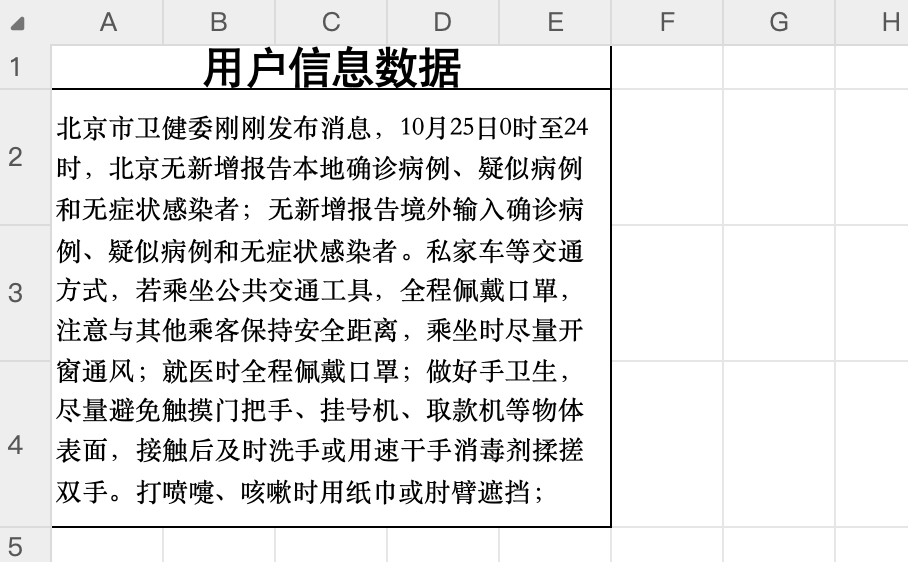 A B C D E F G H
1
用户信息数据
2
北京市卫健委刚刚发布消息，10月25日0时至24
时，北京无新增报告本地确诊病例、疑似病例
和无症状感染者；无新增报告境外输入确诊病
例、疑似病例和无症状感染者。私家车等交通
3
方式，若乘坐公共交通工具，全程佩戴口罩，
注意与其他乘客保持安全距离，乘坐时尽量开
窗通风；就医时全程佩戴口罩；做好手卫生，
尽量避免触摸门把手、挂号机、取款机等物体
4
表面，接触后及时洗手或用速干手消毒剂揉搓
双手。打喷嚏、咳嗽时用纸巾或肘臂遮挡；
5